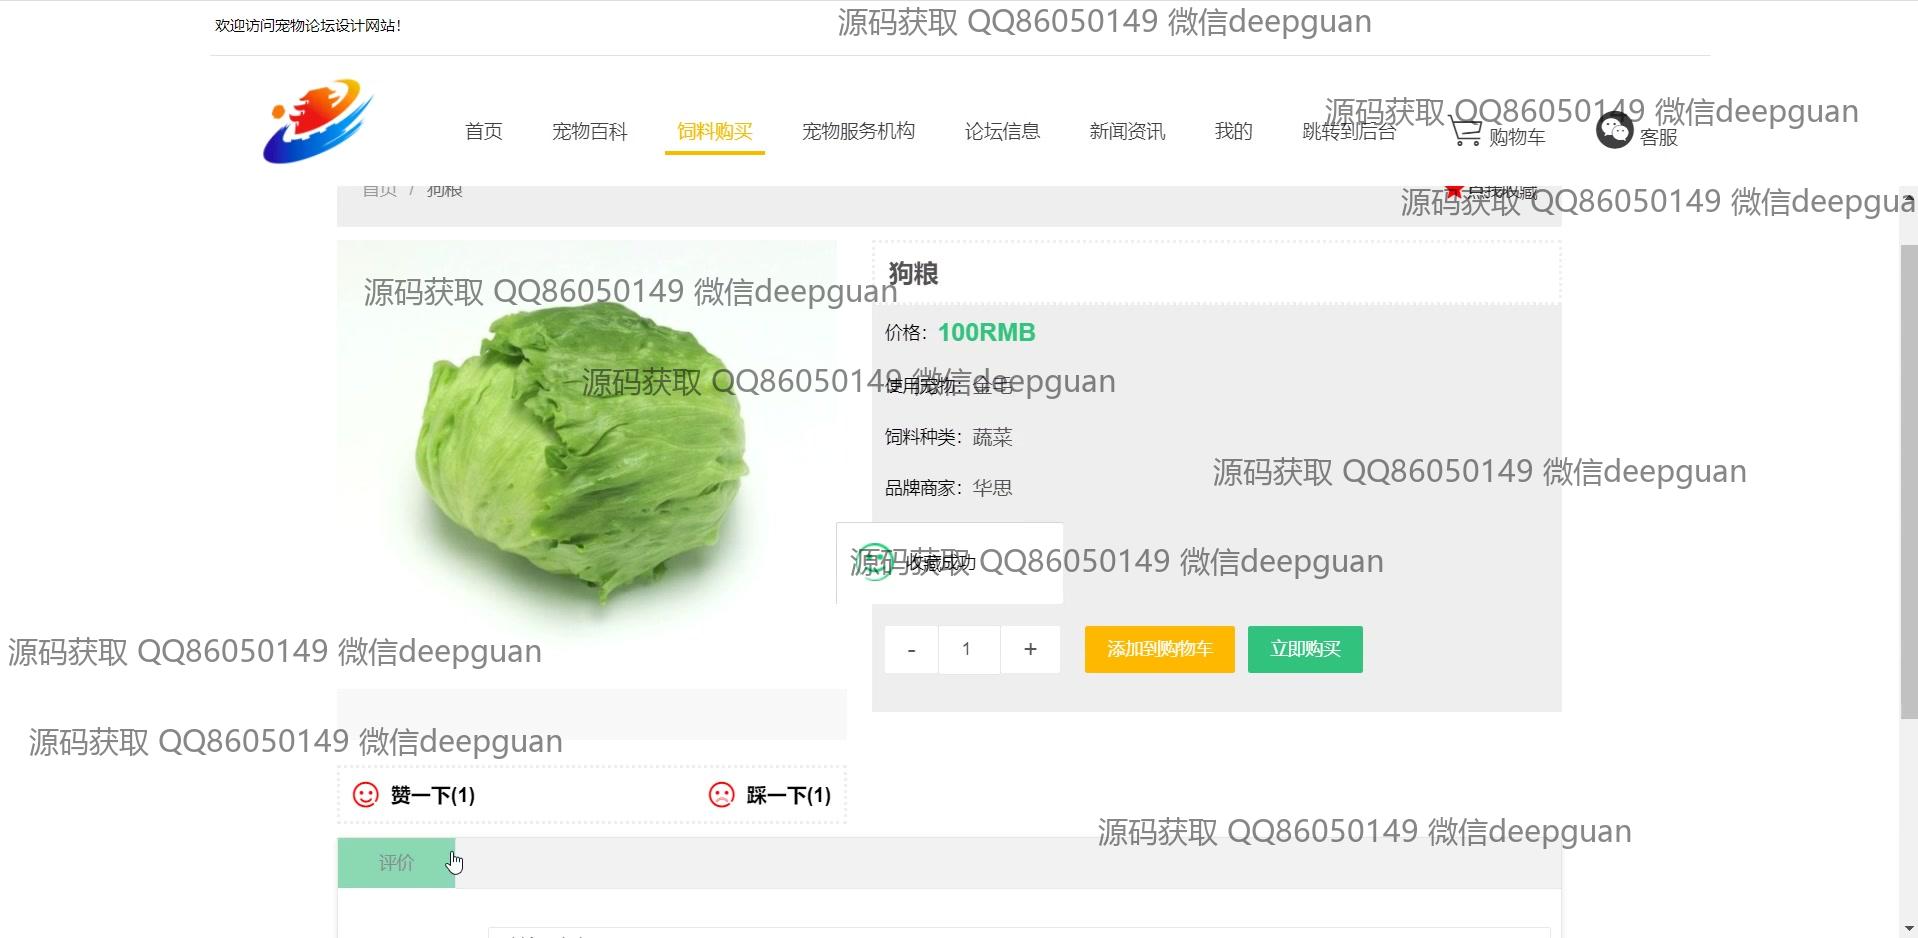 欢迎访问宠物论坛设计网站！
源码获取 QQ86050149 微信deepguan
首页
宠物百科
饲料购买
宠物服务机构
论坛信息
新闻资讯
我的
跳转到后台
购物车
客服
源码获取 QQ86050149 微信deepguan
首页 / 狗粮
点我收藏
源码获取 QQ86050149 微信deepgua
狗粮
源码获取 QQ86050149 微信deepguan
价格：100RMB
使用宠物：金毛
源码获取 QQ86050149 微信deepguan
饲料种类：蔬菜
源码获取 QQ86050149 微信deepguan
品牌商家：华思
收藏成功
源码获取 QQ86050149 微信deepguan
- 1 +
添加到购物车
立即购买
源码获取 QQ86050149 微信deepguan
源码获取 QQ86050149 微信deepguan
赞一下(1)
踩一下(1)
源码获取 QQ86050149 微信deepguan
评价